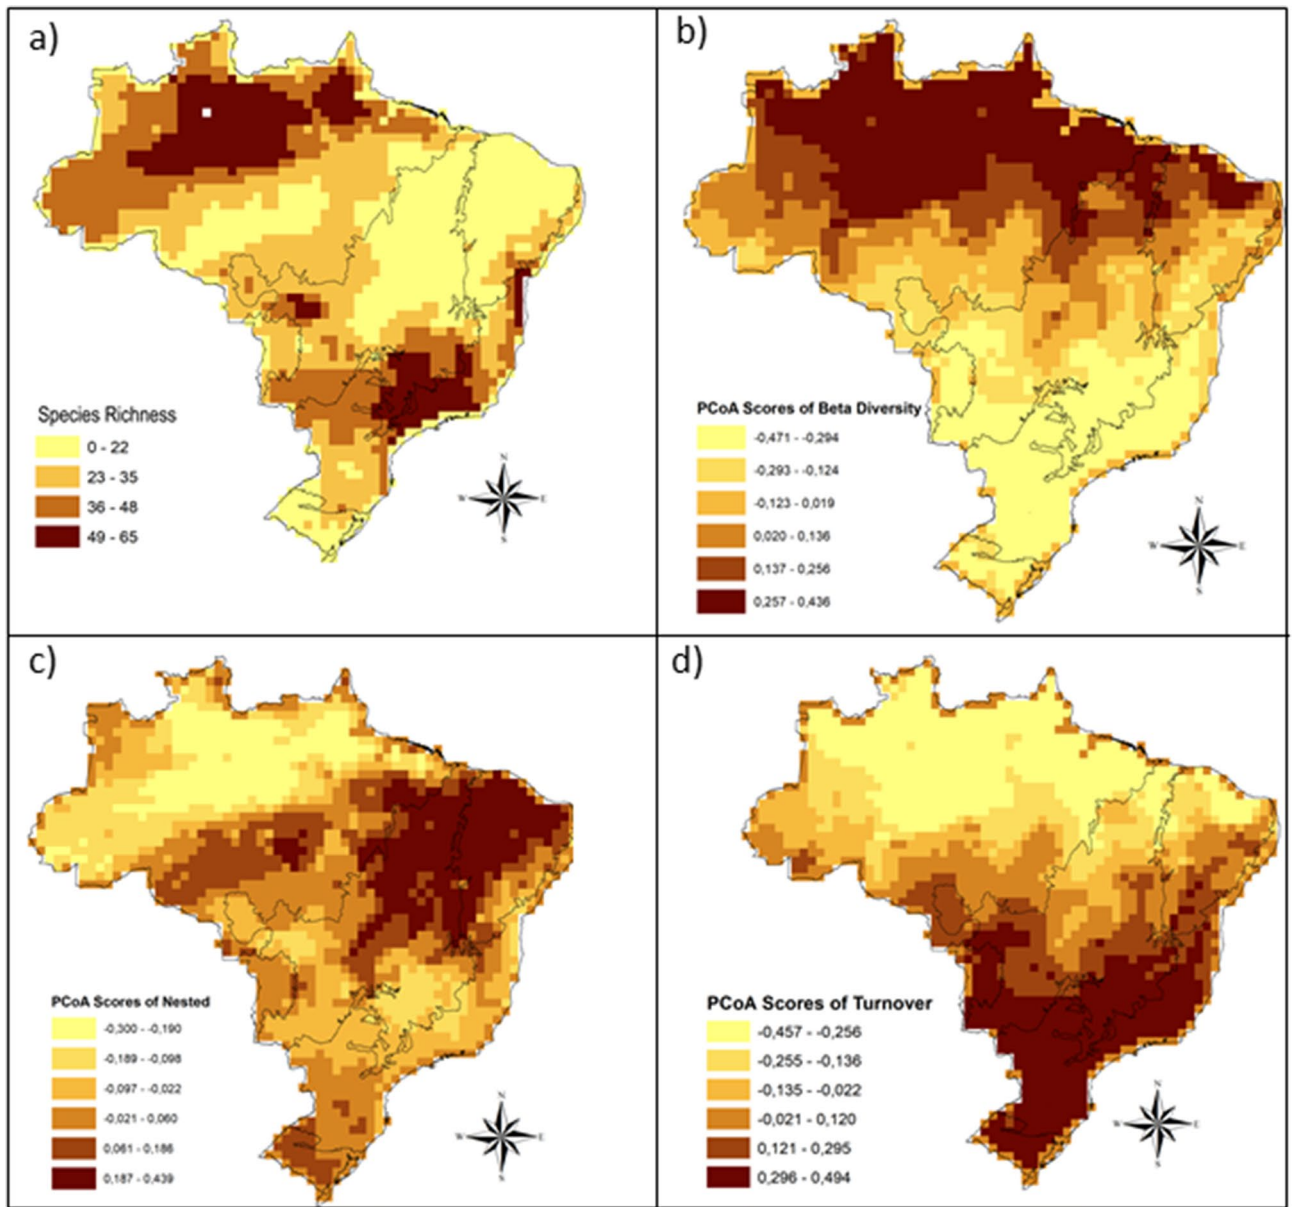 a)
Species Richness
0 - 22
23 - 35
36 - 48
49 - 65
N
W E
S
b)
PCoA Scores of Beta Diversity
-0,471 - -0,294
-0,293 - -0,124
-0,123 - 0,019
0,020 - 0,136
0,137 - 0,256
0,257 - 0,436
N
W E
S
c)
PCoA Scores of Nested
-0,300 - -0,190
-0,189 - -0,098
-0,097 - -0,022
-0,021 - 0,060
0,061 - 0,186
0,187 - 0,439
N
W E
S
d)
PCoA Scores of Turnover
-0,457 - -0,256
-0,255 - -0,136
-0,135 - -0,022
-0,021 - 0,120
0,121 - 0,295
0,296 - 0,494
N
W E
S